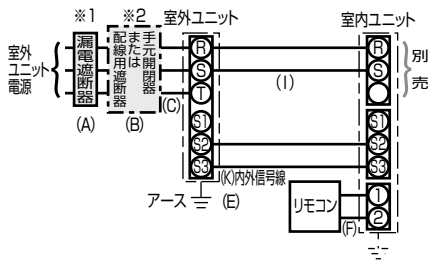 ※1
※2
室外ユニット
室内ユニット
室外
ユニット
電源
漏電遮断器
手元開閉器
または
配線用遮断器
(A)
(B)
(C)
R
S
T
S1
S2
S3
(I)
R
S
S1
S2
S3
別売
(K)内外信号線
アース
(E)
リモコン
(F)
1
2